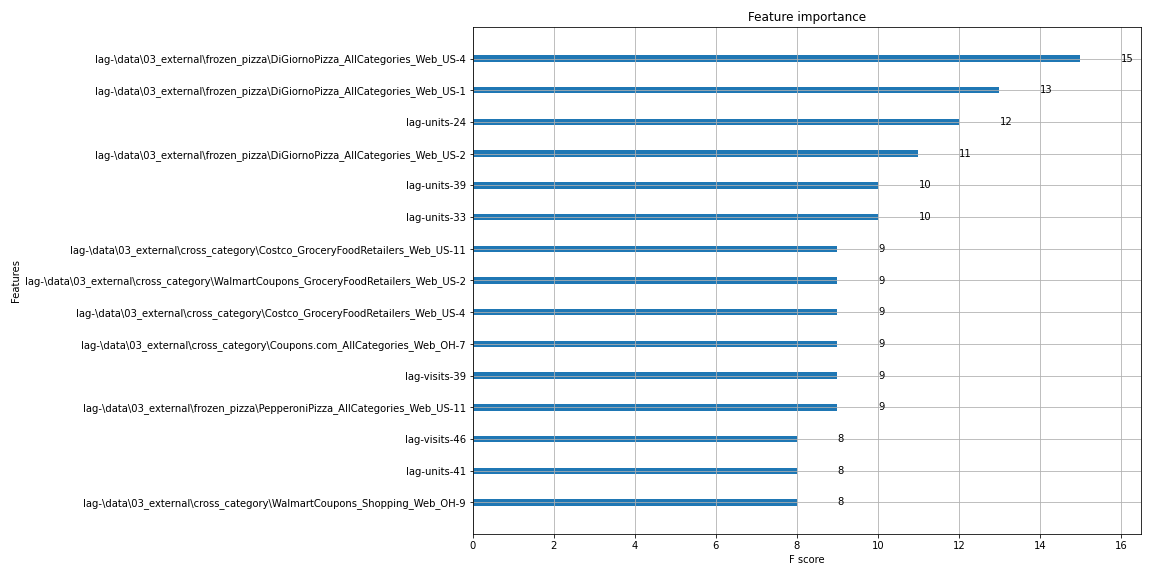 Feature importance
Features
lag-\data\03_external\frozen_pizza\DiGiornoPizza_AllCategories_Web_US-4
15
lag-\data\03_external\frozen_pizza\DiGiornoPizza_AllCategories_Web_US-1
13
lag-units-24
12
lag-\data\03_external\frozen_pizza\DiGiornoPizza_AllCategories_Web_US-2
11
lag-units-39
10
lag-units-33
10
lag-\data\03_external\cross_category\Costco_GroceryFoodRetailers_Web_US-11
9
lag-\data\03_external\cross_category\WalmartCoupons_GroceryFoodRetailers_Web_US-2
9
lag-\data\03_external\cross_category\Costco_GroceryFoodRetailers_Web_US-4
9
lag-\data\03_external\cross_category\Coupons.com_AllCategories_Web_OH-7
9
lag-visits-39
9
lag-\data\03_external\frozen_pizza\PepperoniPizza_AllCategories_Web_US-11
9
lag-visits-46
8
lag-units-41
8
lag-\data\03_external\cross_category\WalmartCoupons_Shopping_Web_OH-9
8
0 2 4 6 8 10 12 14 16
F score